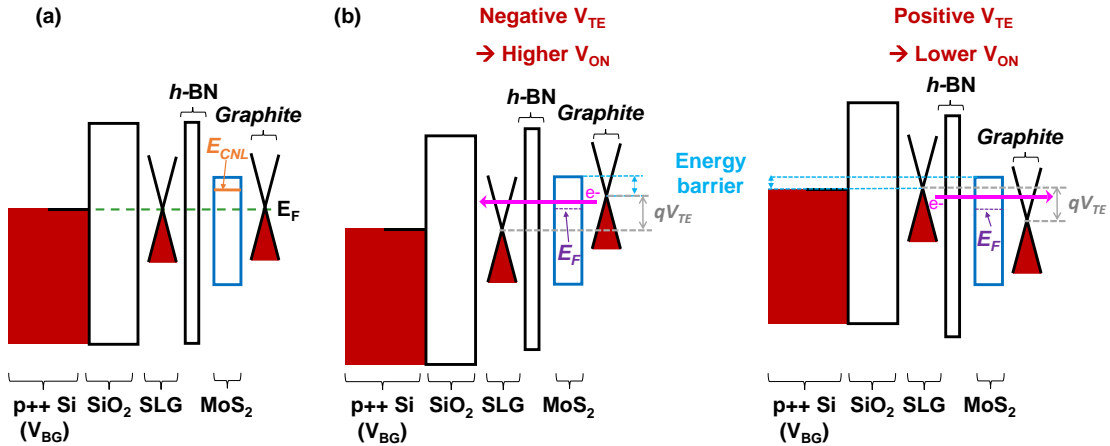 (a)
h-BN
Graphite
E_CNL
E_F
p++ Si
(V_BG)
SiO2
SLG
MoS2
(b)
Negative V_TE
→ Higher V_ON
h-BN
Graphite
Energy
barrier
e-
qV_TE
E_F
p++ Si
(V_BG)
SiO2
SLG
MoS2
Positive V_TE
→ Lower V_ON
h-BN
Graphite
e-
qV_TE
E_F
p++ Si
(V_BG)
SiO2
SLG
MoS2